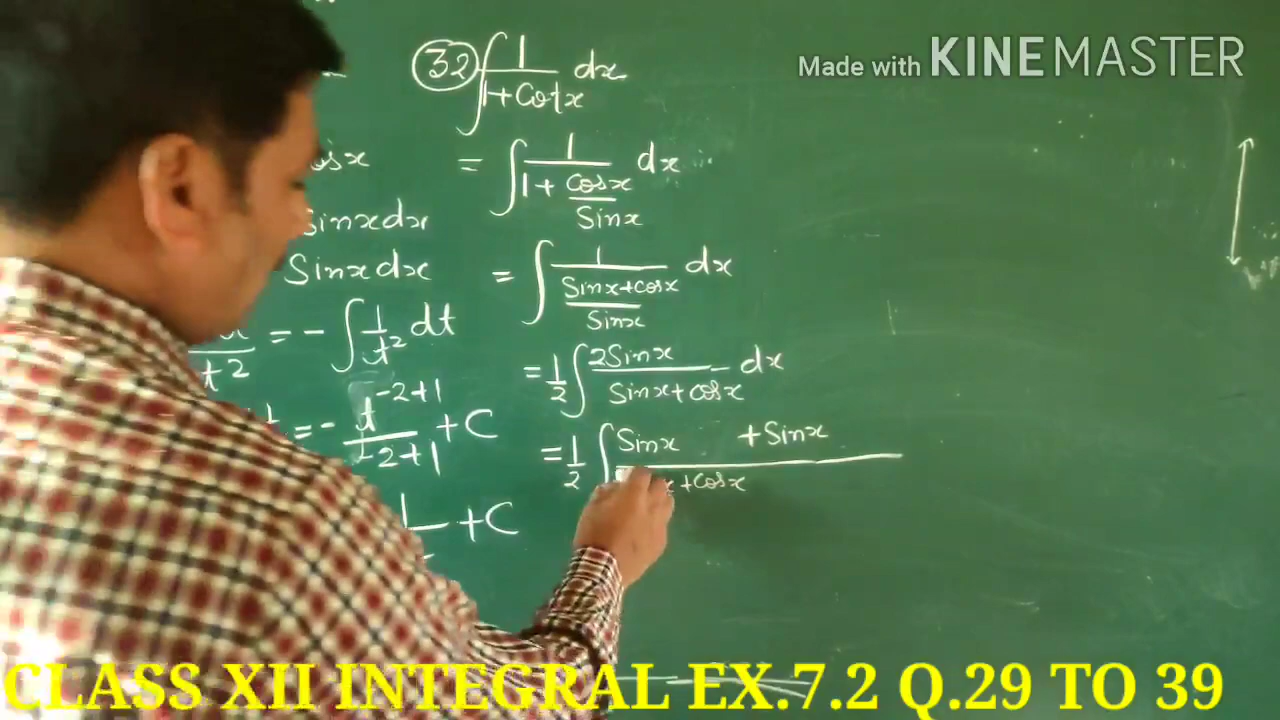 Made with KINEMASTER
32 ∫ 1/(1+Cotx) dx
= ∫ 1/(1+ Cosx/Sinx) dx
= ∫ 1/((Sinx+cosx)/Sinx) dx
= 1/2 ∫ 2Sinx/(Sinx+cosx) dx
= 1/2 ∫ Sinx +Sinx
x+cosx
Sinxdx
Sinxdx
t² = - ∫ 1/t² dt
= - t^(-2+1)/(-2+1) + C
+C
CLASS XII INTEGRAL EX.7.2 Q.29 TO 39